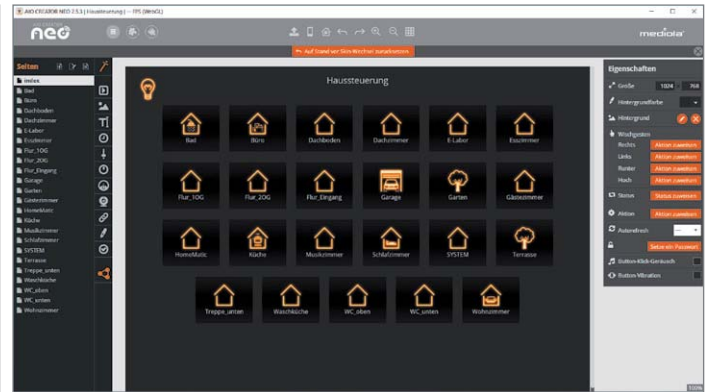 AIO CREATOR NEO 2.5.3 ( Haussteuerung ) -- FPS (WebGL)
AIO CREATOR
neo
mediola
Auf Stand vor Skin-Wechsel zurücksetzen
Seiten
index
Bad
Büro
Dachboden
Dachzimmer
E-Labor
Esszimmer
Flur_1OG
Flur_2OG
Flur_Eingang
Garage
Garten
Gästezimmer
HomeMatic
Küche
Musikzimmer
Schlafzimmer
SYSTEM
Terrasse
Treppe_unten
Waschküche
WC_oben
WC_unten
Wohnzimmer
Haussteuerung
Bad Büro Dachboden Dachzimmer E-Labor Esszimmer
Flur_1OG Flur_2OG Flur_Eingang Garage Garten Gästezimmer
HomeMatic Küche Musikzimmer Schlafzimmer SYSTEM Terrasse
Treppe_unten Waschküche WC_oben WC_unten Wohnzimmer
Eigenschaften
Größe 1024 768
Hintergrundfarbe
Hintergrund
Wischgesten
Rechts Aktion zuweisen
Links Aktion zuweisen
Runter Aktion zuweisen
Hoch Aktion zuweisen
Status Status zuweisen
Aktion Aktion zuweisen
Autorefresh ---
Setze ein Passwort
Button-Klick-Geräusch
Button-Vibration
100%